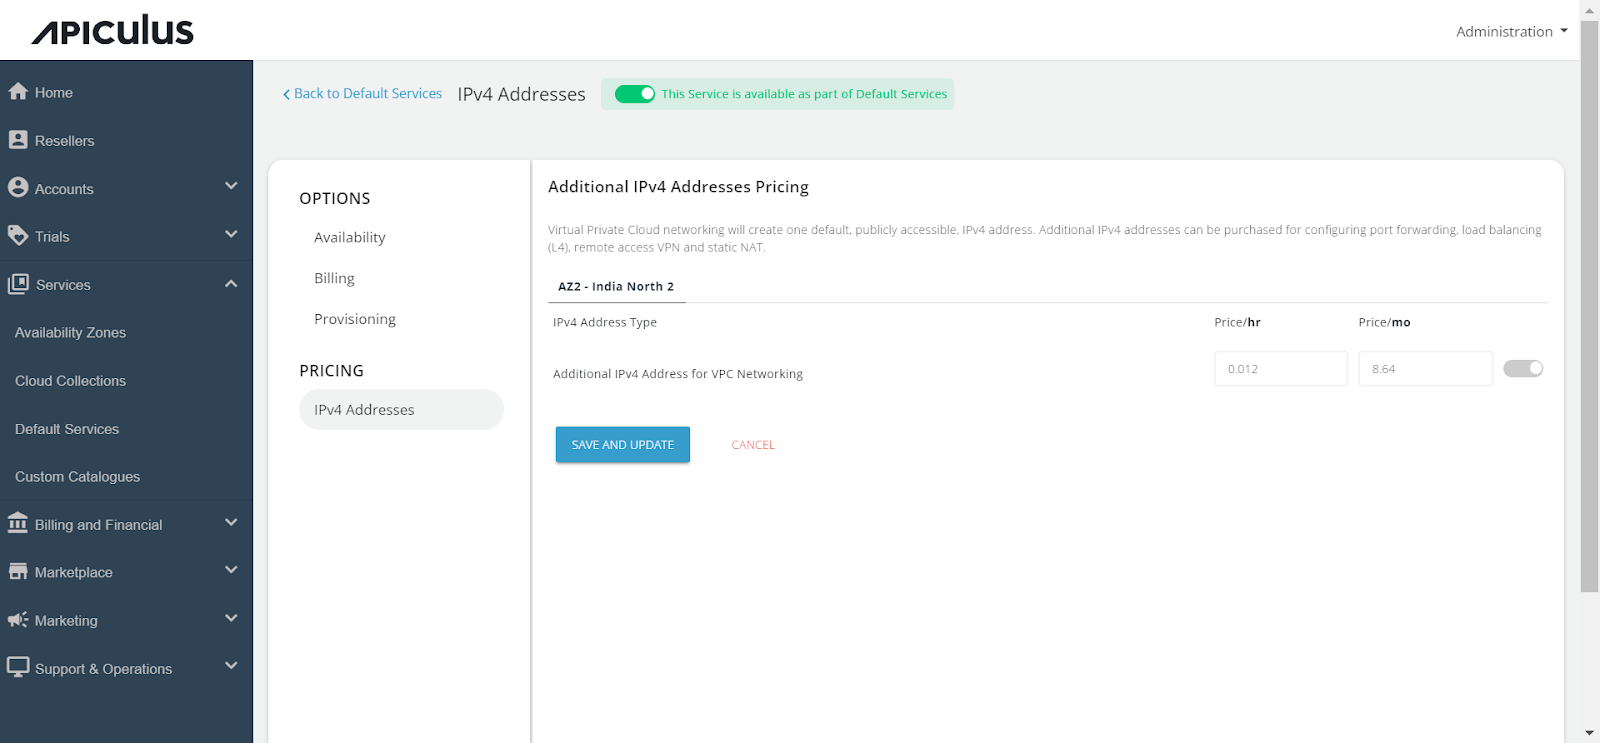 APICULUS
Administration
Home
Resellers
Accounts
Trials
Services
Availability Zones
Cloud Collections
Default Services
Custom Catalogues
Billing and Financial
Marketplace
Marketing
Support & Operations
Back to Default Services
IPv4 Addresses
This Service is available as part of Default Services
OPTIONS
Availability
Billing
Provisioning
PRICING
IPv4 Addresses
Additional IPv4 Addresses Pricing
Virtual Private Cloud networking will create one default, publicly accessible, IPv4 address. Additional IPv4 addresses can be purchased for configuring port forwarding, load balancing
(L4), remote access VPN and static NAT.
AZ2 - India North 2
IPv4 Address Type Price/hr Price/mo
Additional IPv4 Address for VPC Networking 0.012 8.64
SAVE AND UPDATE CANCEL